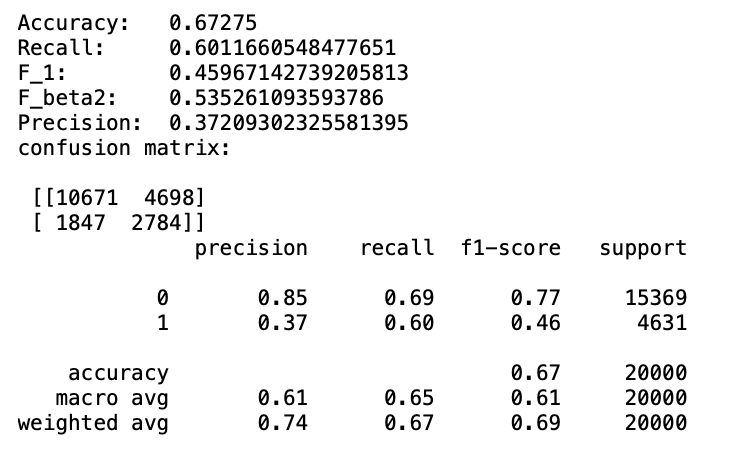 Accuracy: 0.67275
Recall: 0.6011660548477651
F_1: 0.45967142739205813
F_beta2: 0.535261093593786
Precision: 0.37209302325581395
confusion matrix:
[[10671 4698]
[ 1847 2784]]
precision recall f1-score support
0 0.85 0.69 0.77 15369
1 0.37 0.60 0.46 4631
accuracy 0.67 20000
macro avg 0.61 0.65 0.61 20000
weighted avg 0.74 0.67 0.69 20000